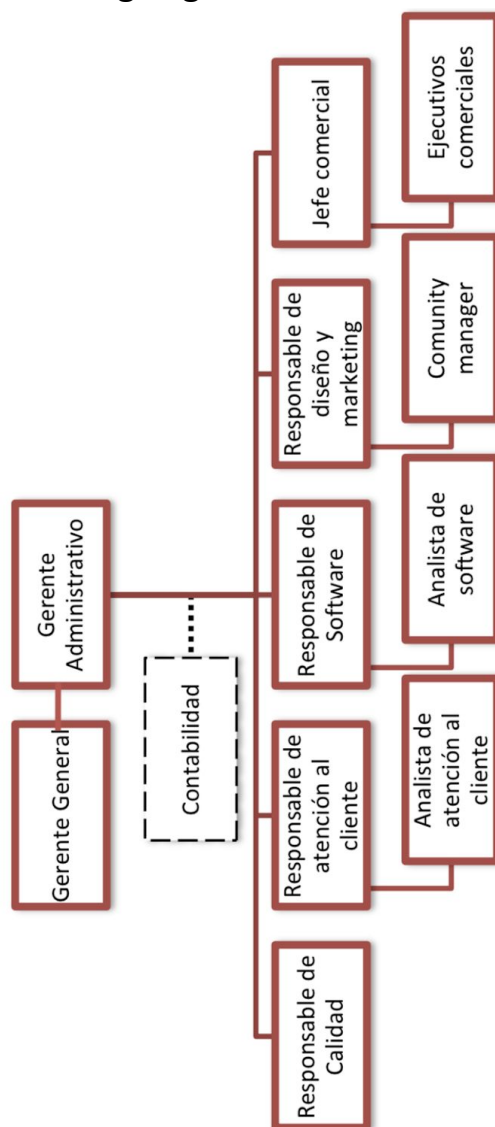 Gerente General
Gerente
Administrativo
Contabilidad
Responsable de
Calidad
Responsable de
atención al
cliente
Responsable de
Software
Responsable de
diseño y
marketing
Jefe comercial
Analista de
atención al
cliente
Analista de
software
Comunity
manager
Ejecutivos
comerciales